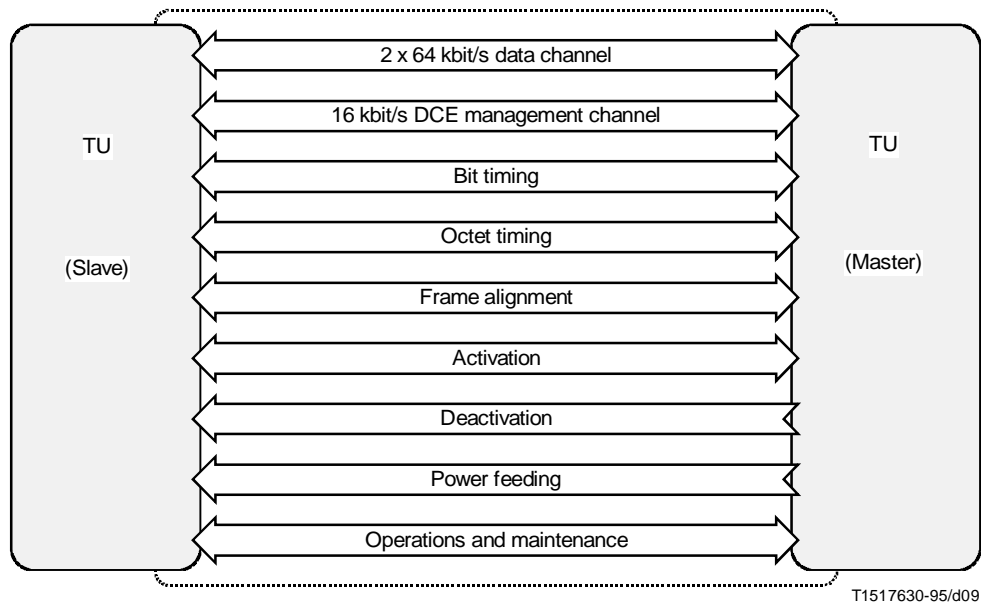 2 x 64 kbit/s data channel
16 kbit/s DCE management channel
TU
TU
Bit timing
Octet timing
(Slave)
(Master)
Frame alignment
Activation
Deactivation
Power feeding
Operations and maintenance
T1517630-95/d09